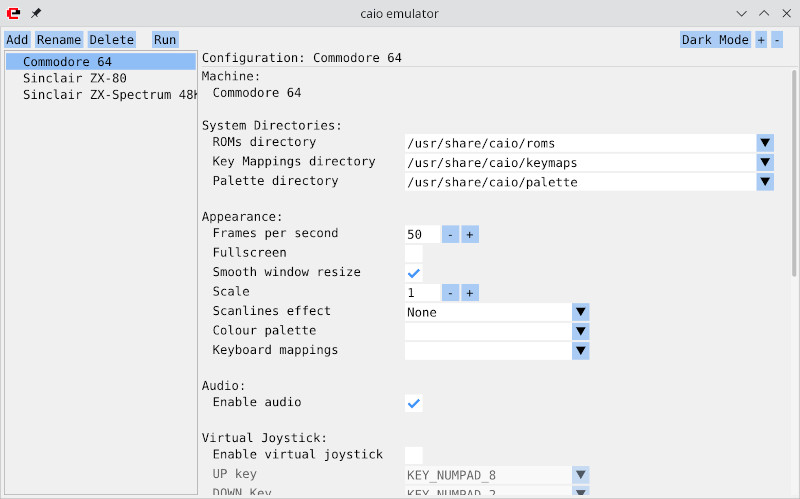 caio emulator
Add Rename Delete Run Dark Mode + -
Commodore 64
Sinclair ZX-80
Sinclair ZX-Spectrum 48K
Configuration: Commodore 64
Machine:
Commodore 64
System Directories:
ROMs directory /usr/share/caio/roms
Key Mappings directory /usr/share/caio/keymaps
Palette directory /usr/share/caio/palette
Appearance:
Frames per second 50 - +
Fullscreen
Smooth window resize
Scale 1 - +
Scanlines effect None
Colour palette
Keyboard mappings
Audio:
Enable audio
Virtual Joystick:
Enable virtual joystick
UP key KEY_NUMPAD_8
DOWN Key KEY_NUMPAD_2